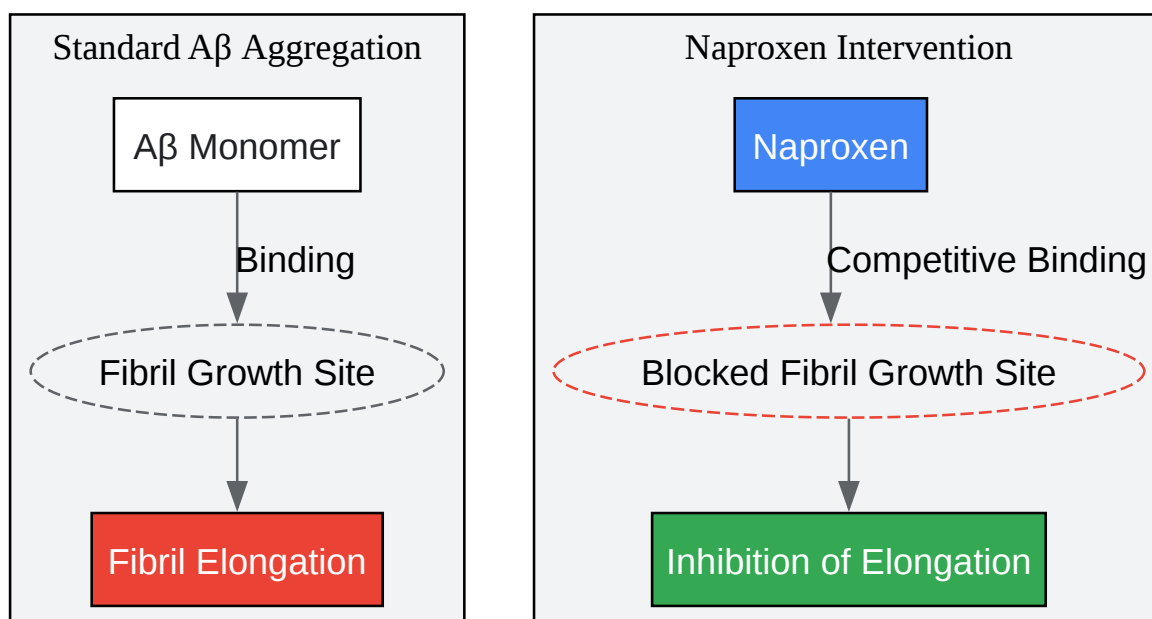 Standard Aβ Aggregation
Aβ Monomer
Binding
Fibril Growth Site
Fibril Elongation
Naproxen Intervention
Naproxen
Competitive Binding
Blocked Fibril Growth Site
Inhibition of Elongation